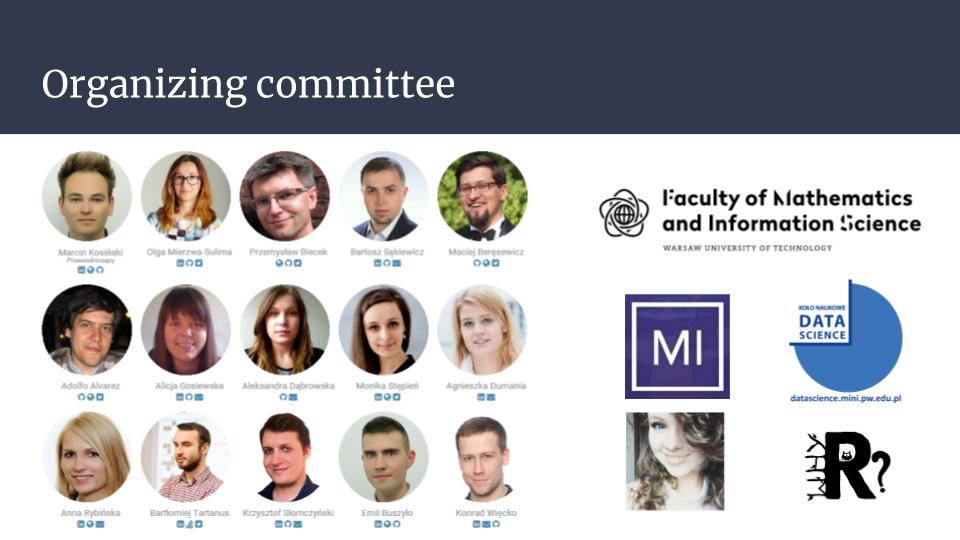 Organizing committee
Marcin Kosiński
Przewodniczący
Olga Mierzwa-Sulima
Przemysław Biecek
Bartosz Sękiewicz
Maciej Beręsewicz
Adolfo Alvarez
Alicja Gosiewska
Aleksandra Dąbrowska
Monika Stępień
Agnieszka Dumania
Anna Rybińska
Bartłomiej Tartanus
Krzysztof Słomczyński
Emil Buszyło
Konrad Więcko
Faculty of Mathematics
and Information Science
WARSAW UNIVERSITY OF TECHNOLOGY
MI
KOŁO NAUKOWE
DATA
SCIENCE
datascience.mini.pw.edu.pl
R?